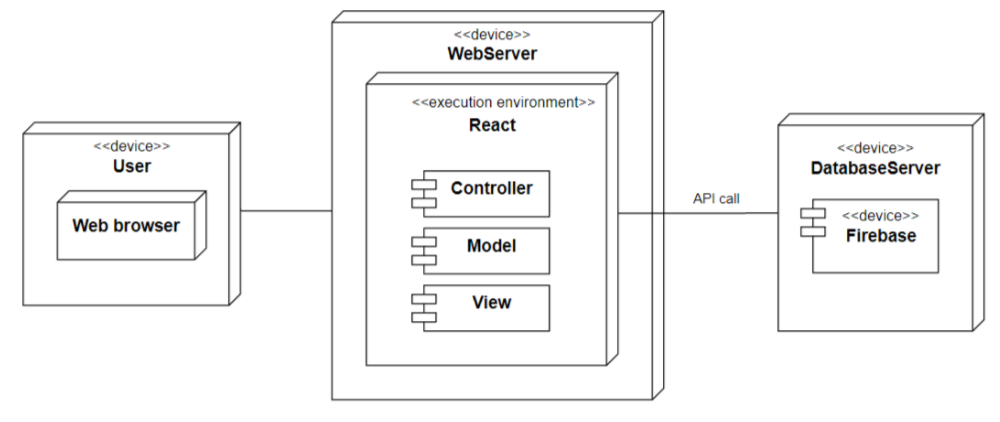 <<device>>
User
Web browser
<<device>>
WebServer
<<execution environment>>
React
Controller
Model
View
API call
<<device>>
DatabaseServer
<<device>>
Firebase